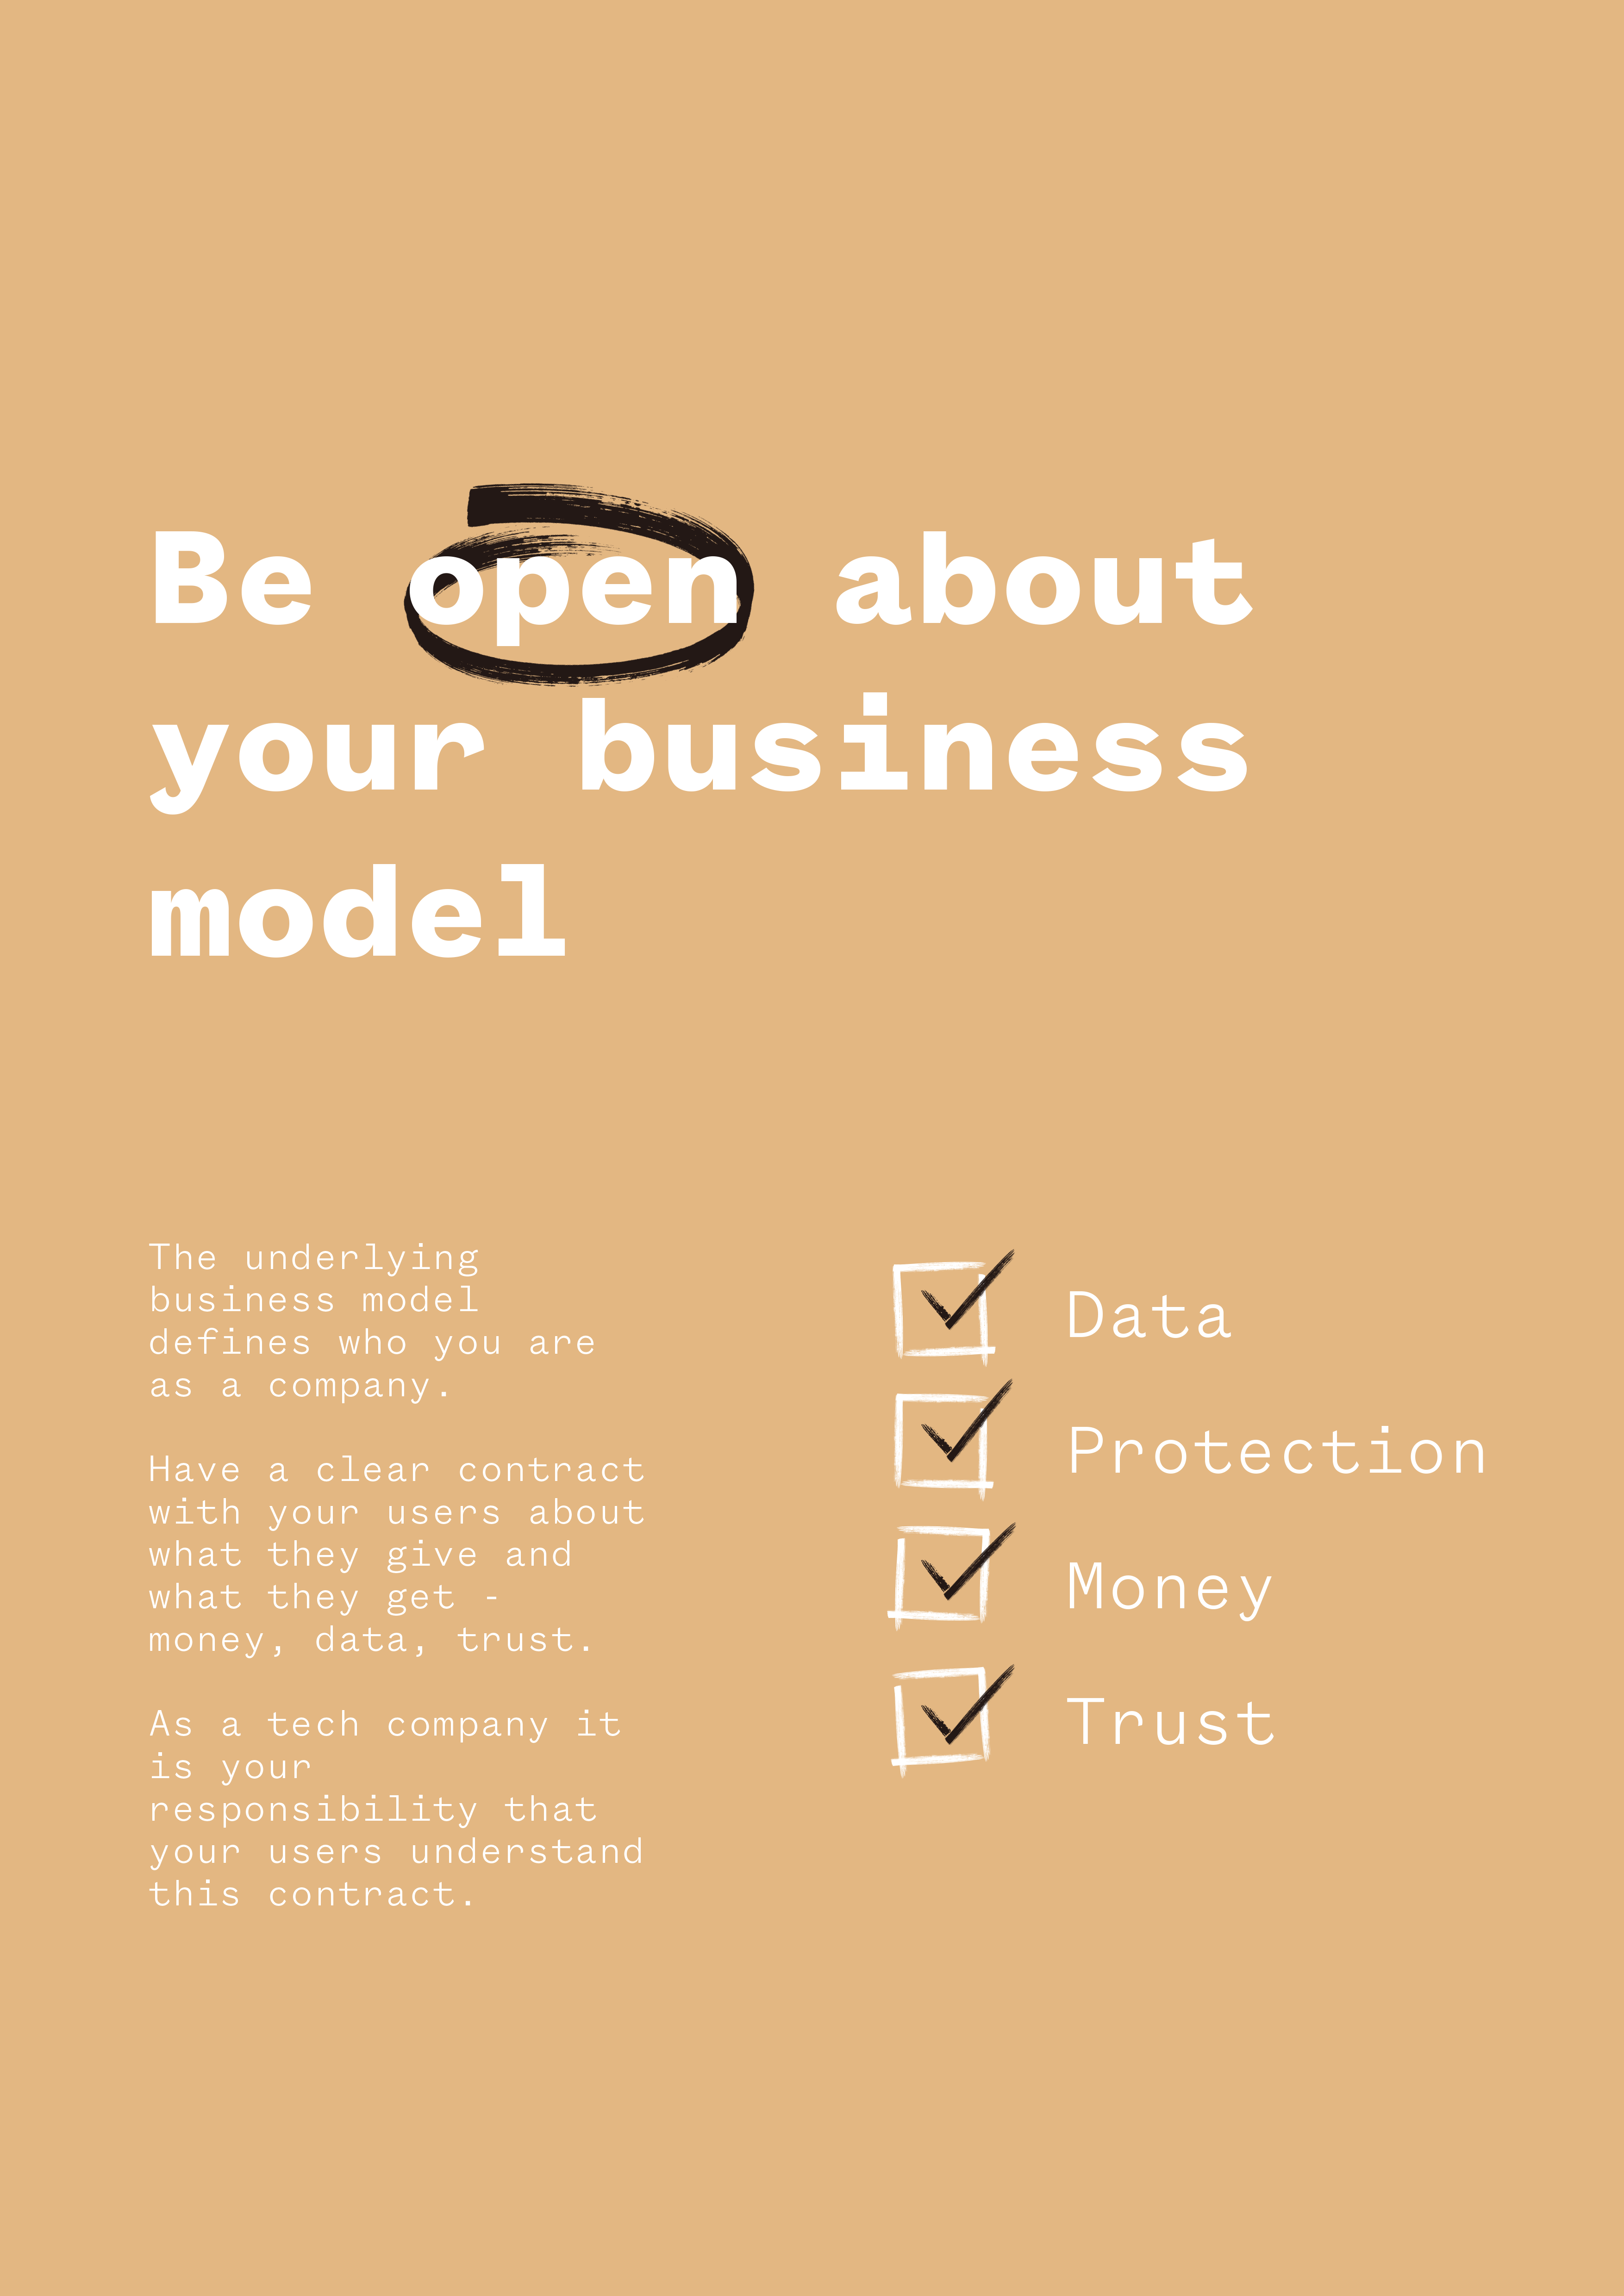 Be open about
your business
model
The underlying
business model
defines who you are
as a company.
Have a clear contract
with your users about
what they give and
what they get -
money, data, trust.
As a tech company it
is your
responsibility that
your users understand
this contract.
Data
Protection
Money
Trust